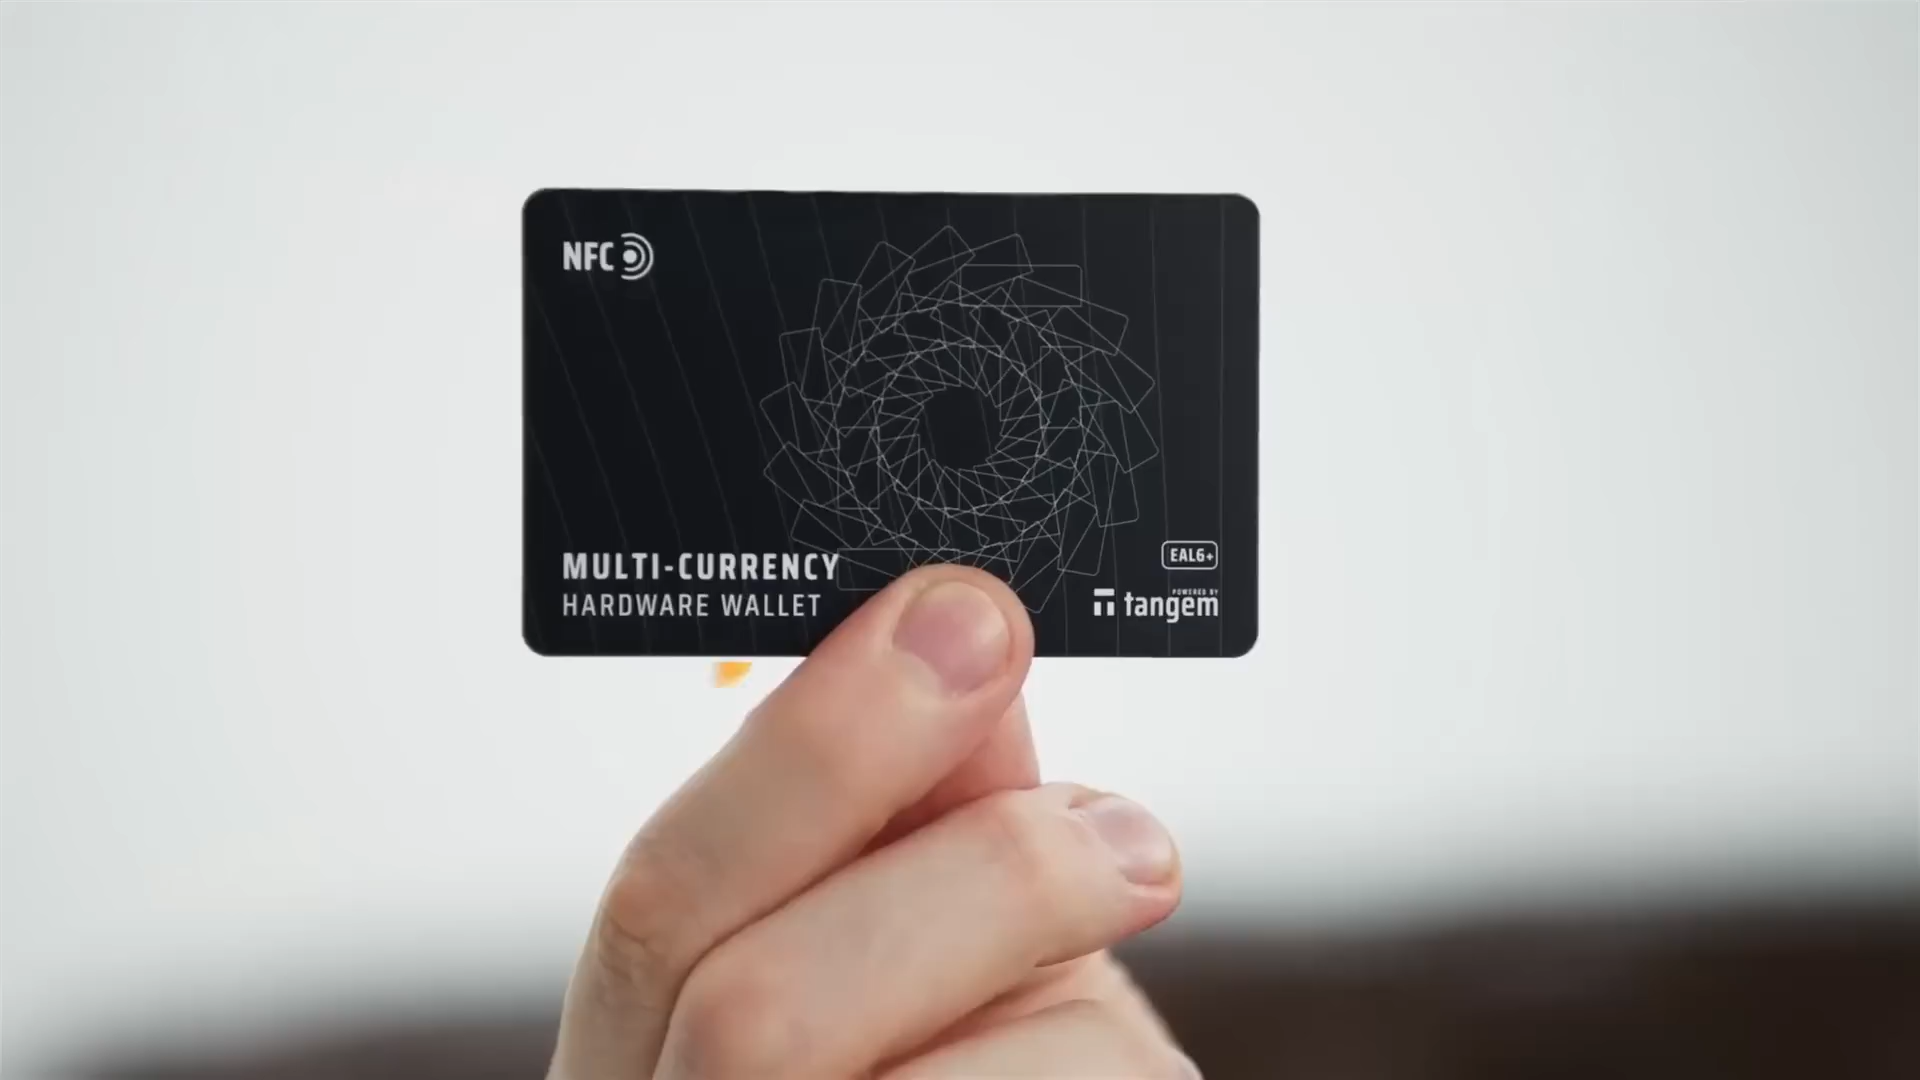 NFC
MULTI-CURRENCY
HARDWARE WALLET
EAL6+
POWERED BY
tangem